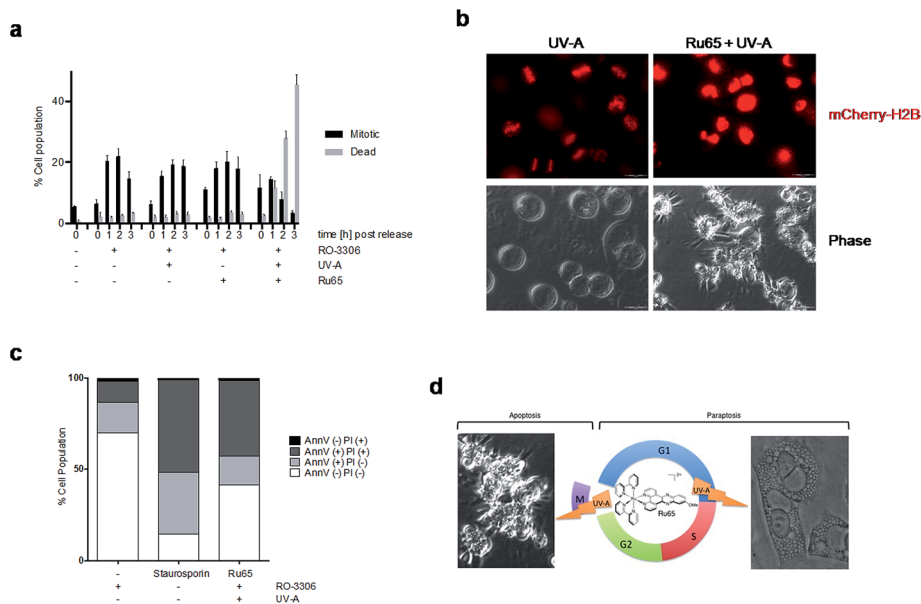 a
% Cell population
40
20
0
Mitotic
Dead
0 0 1 2 3 0 1 2 3 0 1 2 3 0 1 2 3 time [h] post release
- + + + + RO-3306
- - + - + UV-A
- - - + + Ru65
b
UV-A Ru65 + UV-A
mCherry-H2B
Phase
c
% Cell Population
100
50
0
AnnV (-) PI (+)
AnnV (+) PI (+)
AnnV (+) PI (-)
AnnV (-) PI (-)
- Staurosporin Ru65
+ - + RO-3306
- - + UV-A
d
Apoptosis Paraptosis
G1
2+
M UV-A UV-A
N
Ru
OMe
Ru65
G2 S